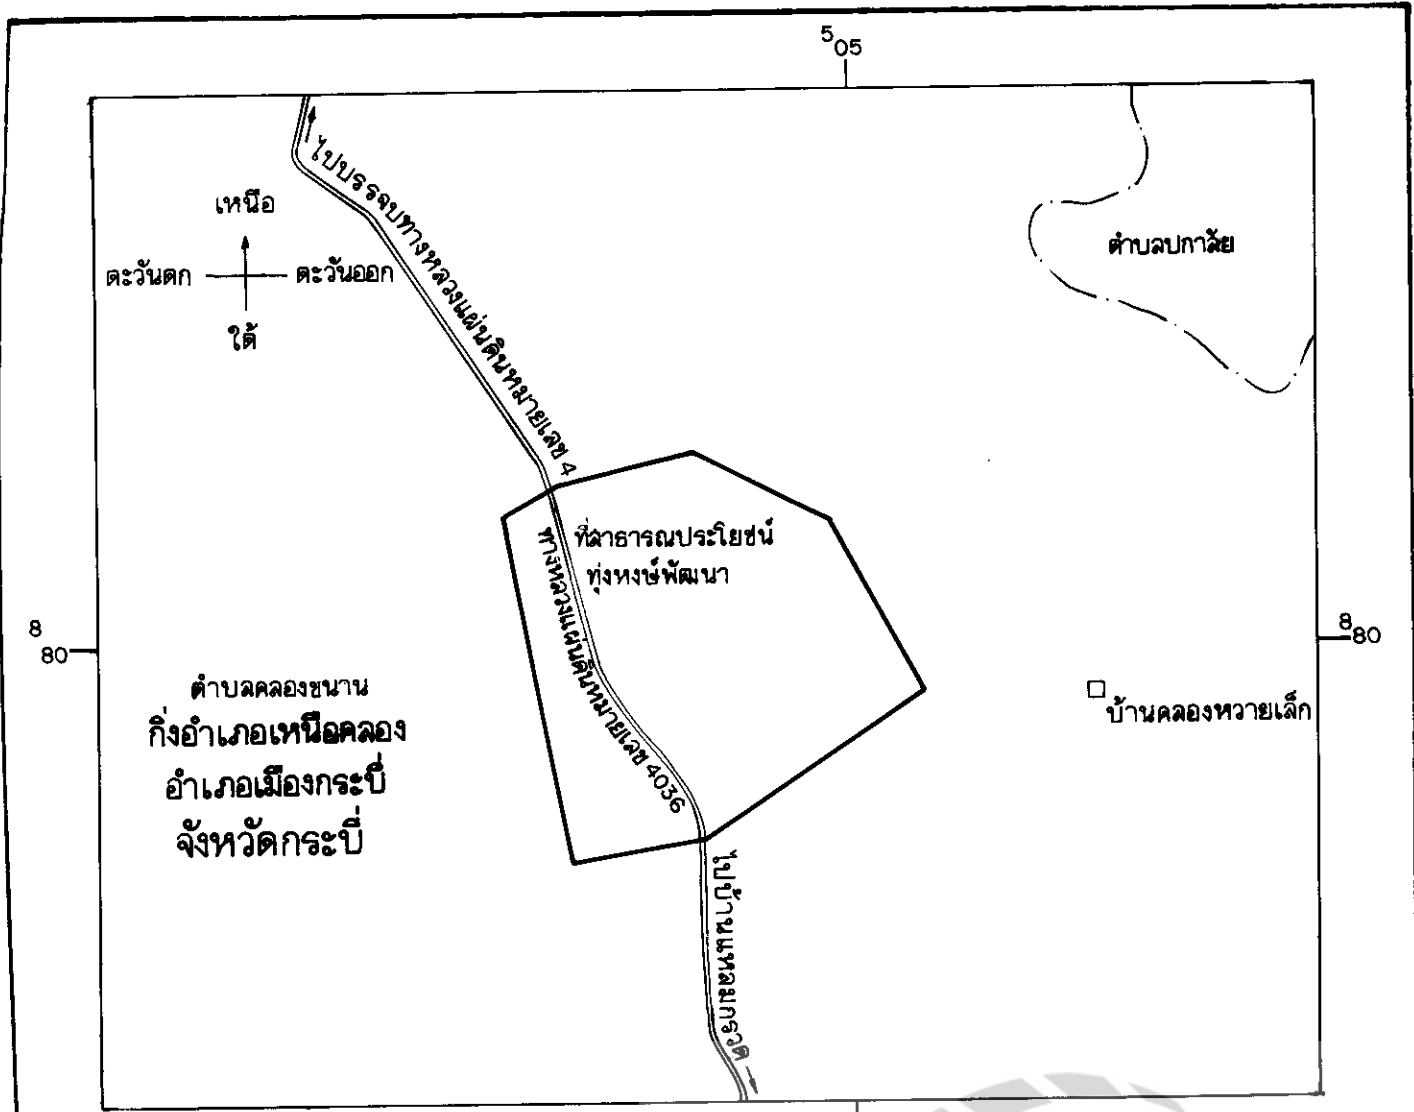 5 05
ไปบรรจบทางหลวงแผ่นดินหมายเลข 4
เหนือ
ตะวันตก
ตะวันออก
ใต้
ตำบลปกาสัย
ที่สาธารณประโยชน์
ทุ่งหงษ์พัฒนา
ทางหลวงแผ่นดินหมายเลข 4036
8 80
8 80
ตำบลคลองขนาน
กิ่งอำเภอเหนือคลอง
อำเภอเมืองกระบี่
จังหวัดกระบี่
บ้านคลองหวายเล็ก
ไปบ้านแหลมกรวด